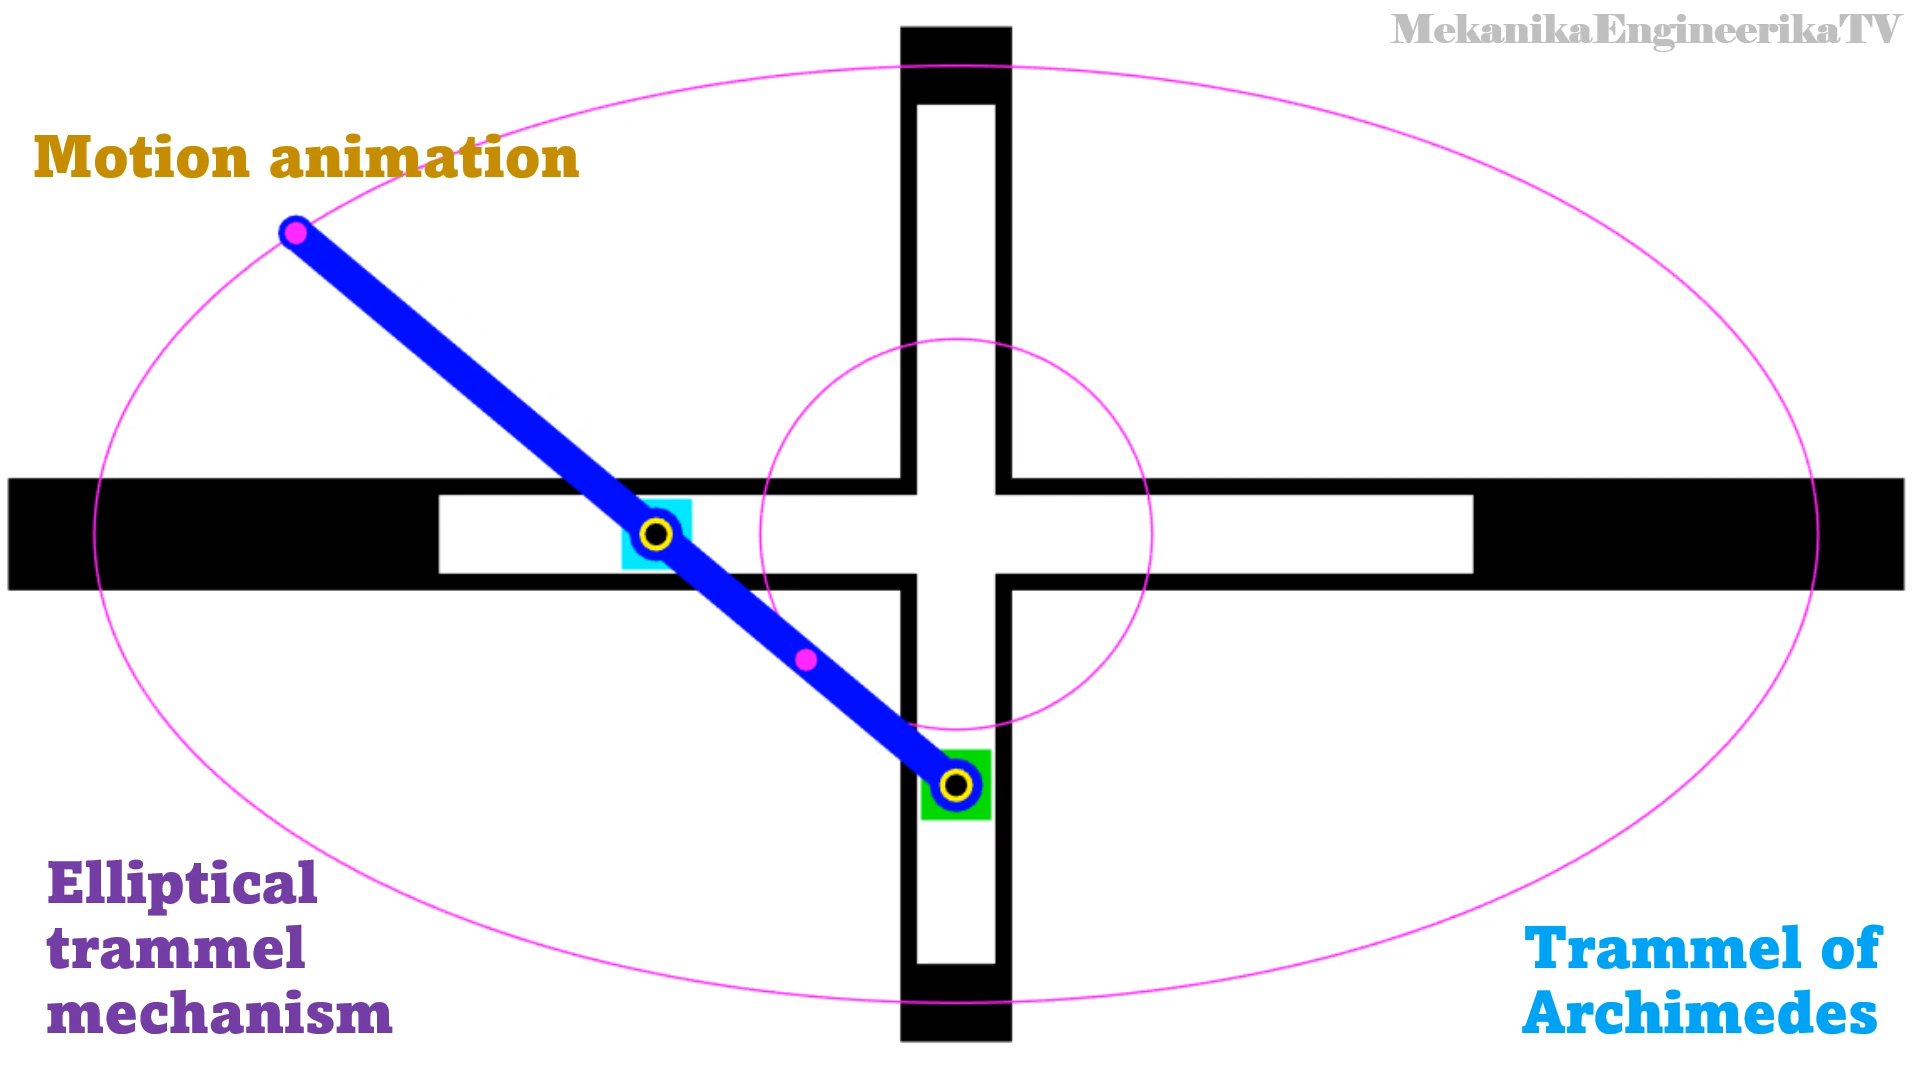 MekanikaEngineerikaTV
Motion animation
Elliptical
trammel
mechanism
Trammel of
Archimedes